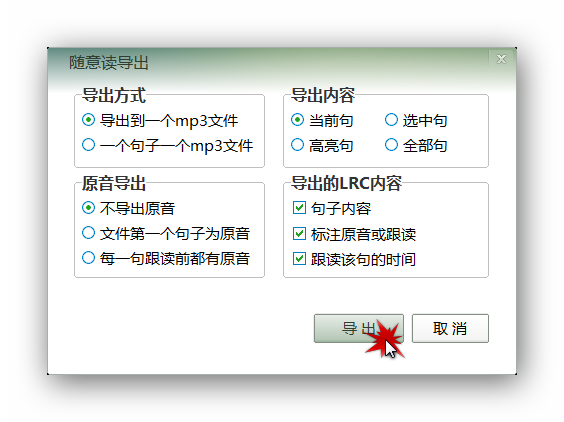 随意读导出
导出方式
导出到一个mp3文件
一个句子一个mp3文件
导出内容
当前句 选中句
高亮句 全部句
原音导出
不导出原音
文件第一个句子为原音
每一句跟读前都有原音
导出的LRC内容
句子内容
标注原音或跟读
跟读该句的时间
导出 取消